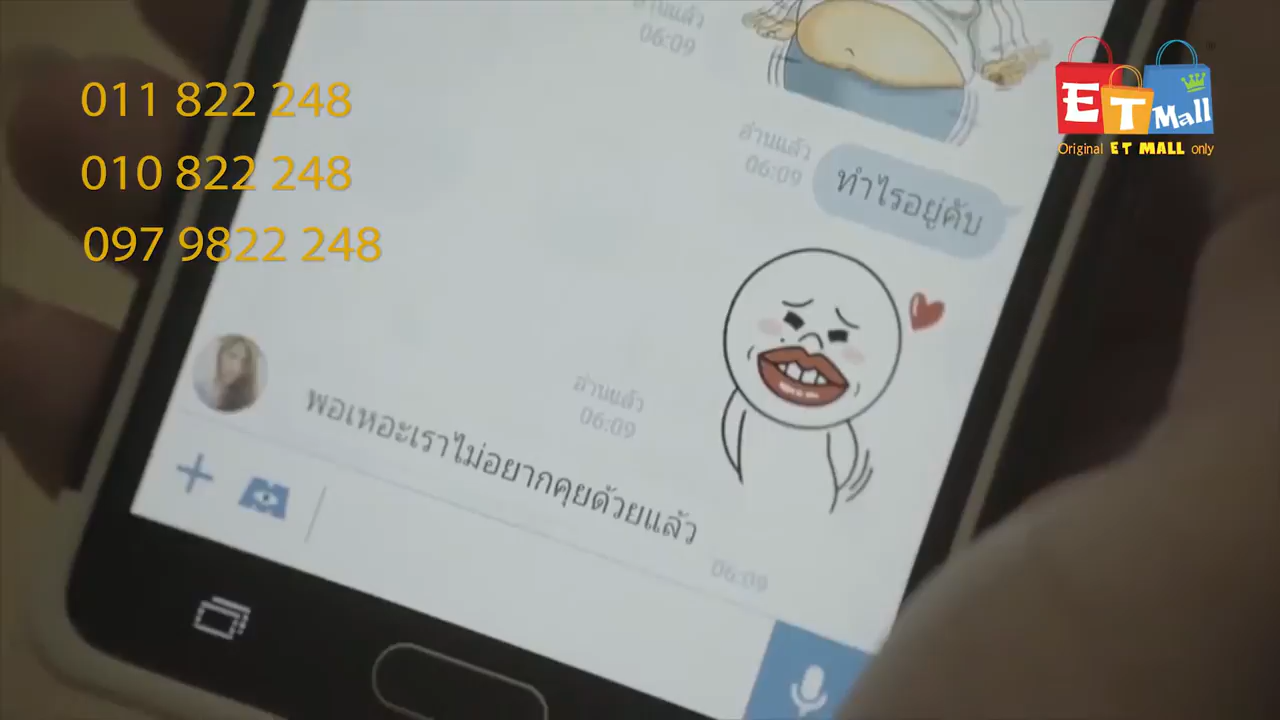 011 822 248
010 822 248
097 9822 248
ET Mall
Original ET MALL only
อ่านแล้ว
06:09
อ่านแล้ว
06:09
ทำไรอยู่คับ
อ่านแล้ว
06:09
พอเหอะเราไม่อยากคุยด้วยแล้ว
06:09